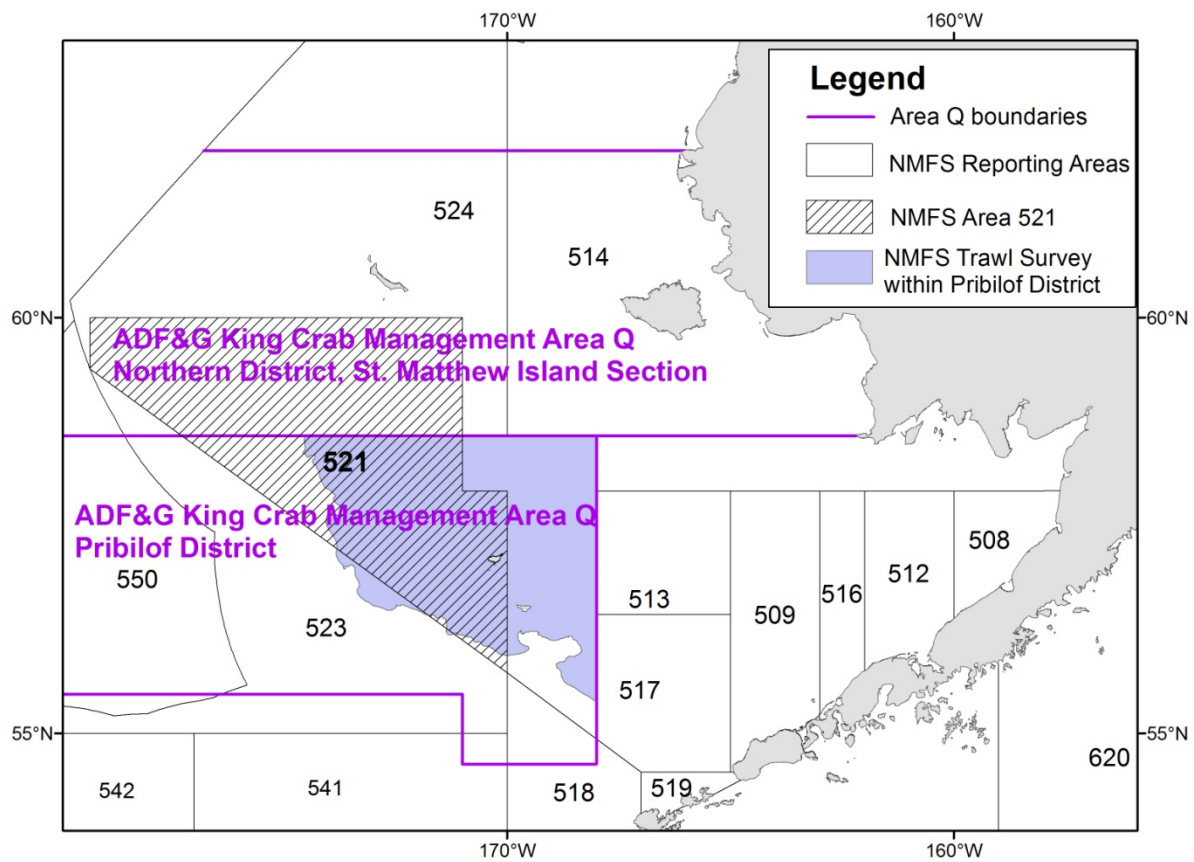 170°W
160°W
Legend
Area Q boundaries
NMFS Reporting Areas
NMFS Area 521
NMFS Trawl Survey
within Pribilof District
524
514
60°N
60°N
ADF&G King Crab Management Area Q
Northern District, St. Matthew Island Section
521
ADF&G King Crab Management Area Q
Pribilof District
550
523
513
509
516
512
508
517
55°N
55°N
620
542
541
518
519
170°W
160°W